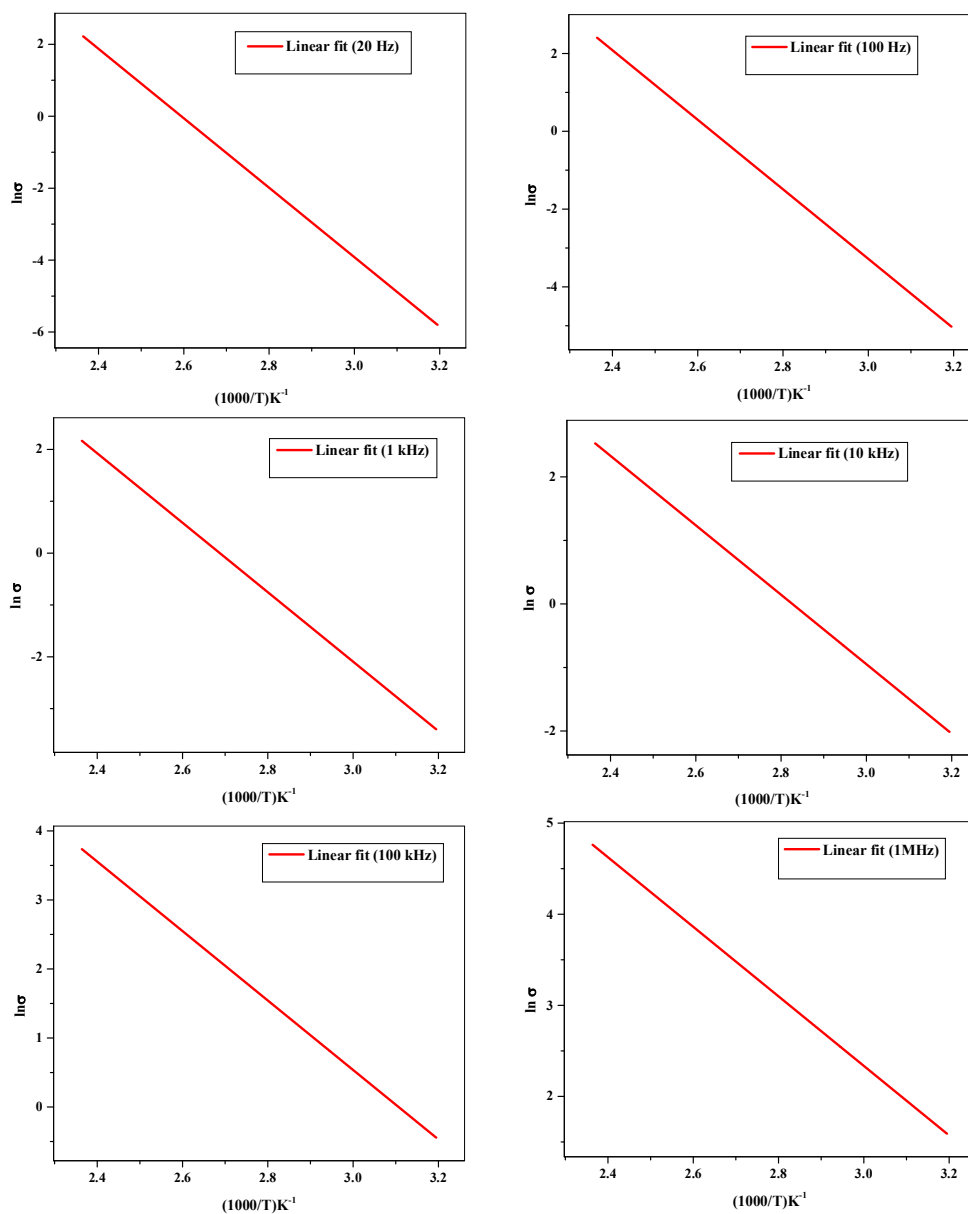 Linear fit (20 Hz)
2
0
-2
-4
-6
lnσ
2.4 2.6 2.8 3.0 3.2
(1000/T)K⁻¹
Linear fit (100 Hz)
2
0
-2
-4
lnσ
2.4 2.6 2.8 3.0 3.2
(1000/T)K⁻¹
Linear fit (1 kHz)
2
0
-2
ln σ
2.4 2.6 2.8 3.0 3.2
(1000/T)K⁻¹
Linear fit (10 kHz)
2
0
-2
ln σ
2.4 2.6 2.8 3.0 3.2
(1000/T)K⁻¹
Linear fit (100 kHz)
4
3
2
1
0
lnσ
2.4 2.6 2.8 3.0 3.2
(1000/T)K⁻¹
Linear fit (1MHz)
5
4
3
2
ln σ
2.4 2.6 2.8 3.0 3.2
(1000/T)K⁻¹